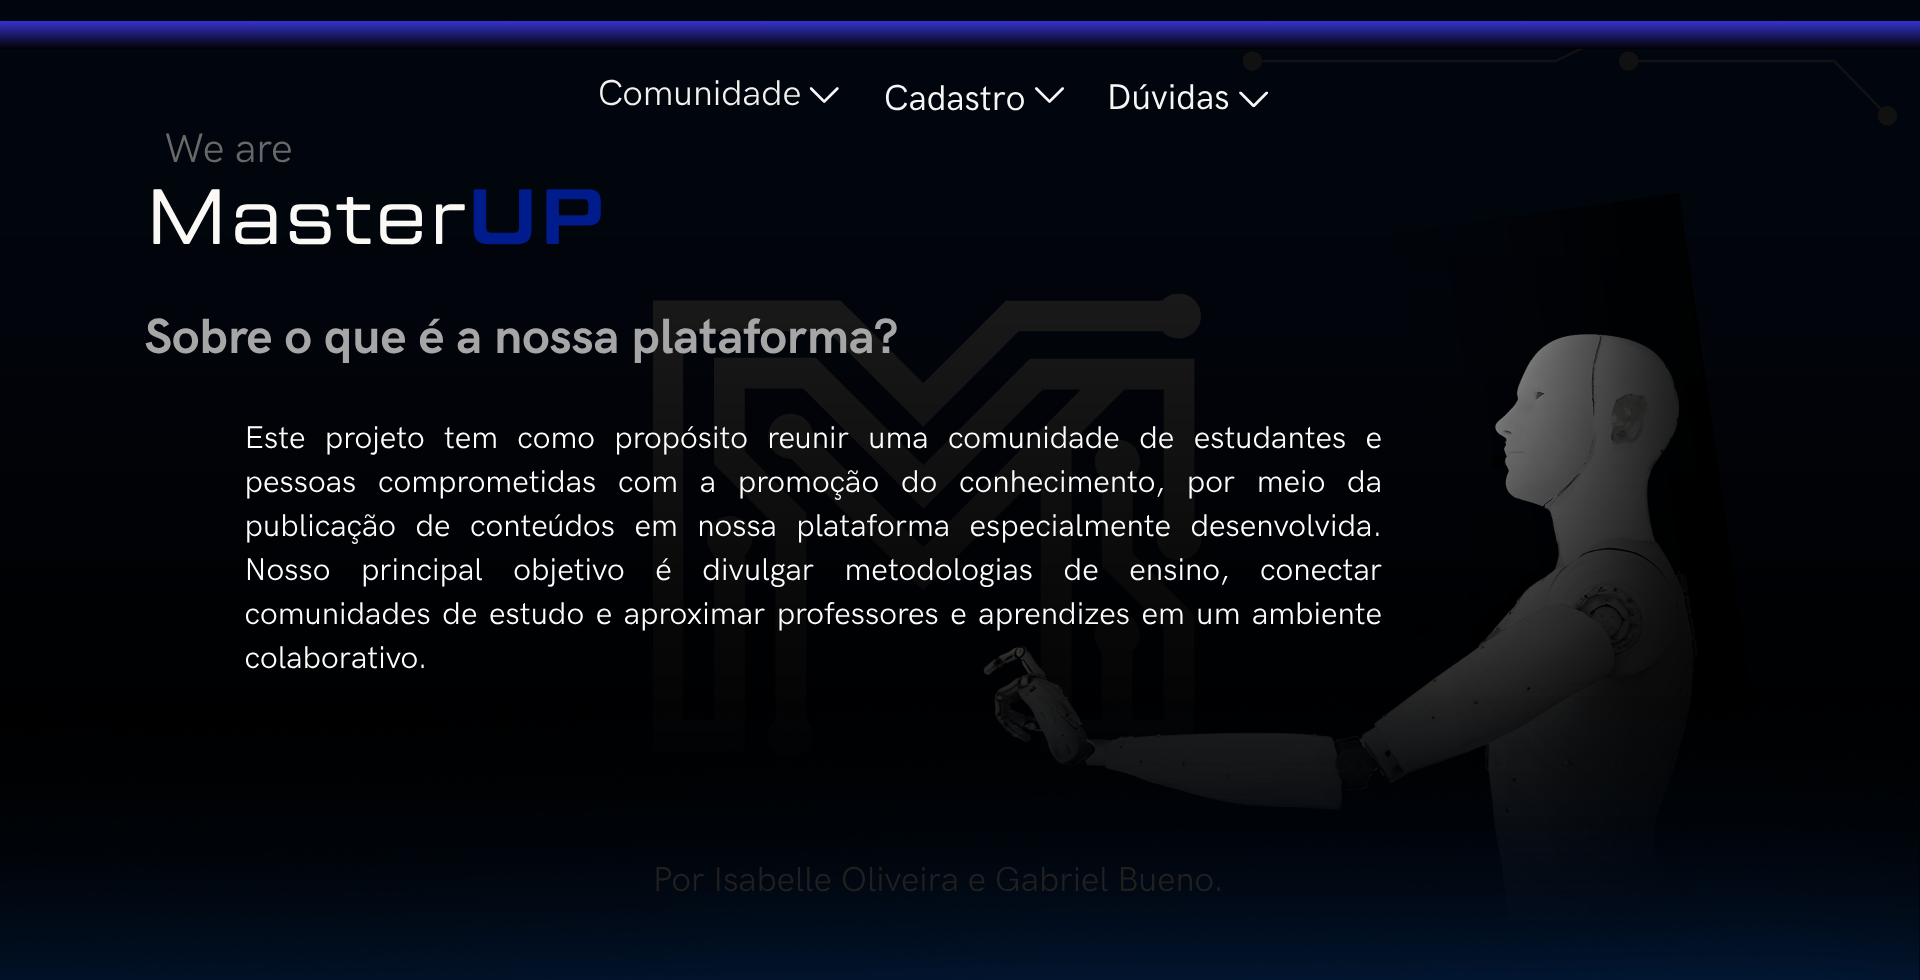 Comunidade Cadastro Dúvidas
We are
MasterUP
Sobre o que é a nossa plataforma?
Este projeto tem como propósito reunir uma comunidade de estudantes e
pessoas comprometidas com a promoção do conhecimento, por meio da
publicação de conteúdos em nossa plataforma especialmente desenvolvida.
Nosso principal objetivo é divulgar metodologias de ensino, conectar
comunidades de estudo e aproximar professores e aprendizes em um ambiente
colaborativo.
Por Isabelle Oliveira e Gabriel Bueno.